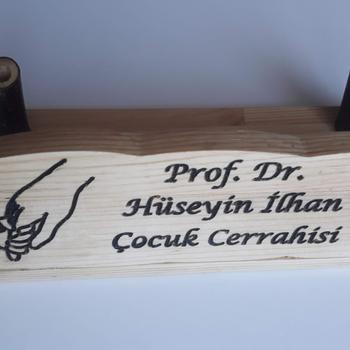 Prof. Dr.
Hüseyin İlhan
Çocuk Cerrahisi